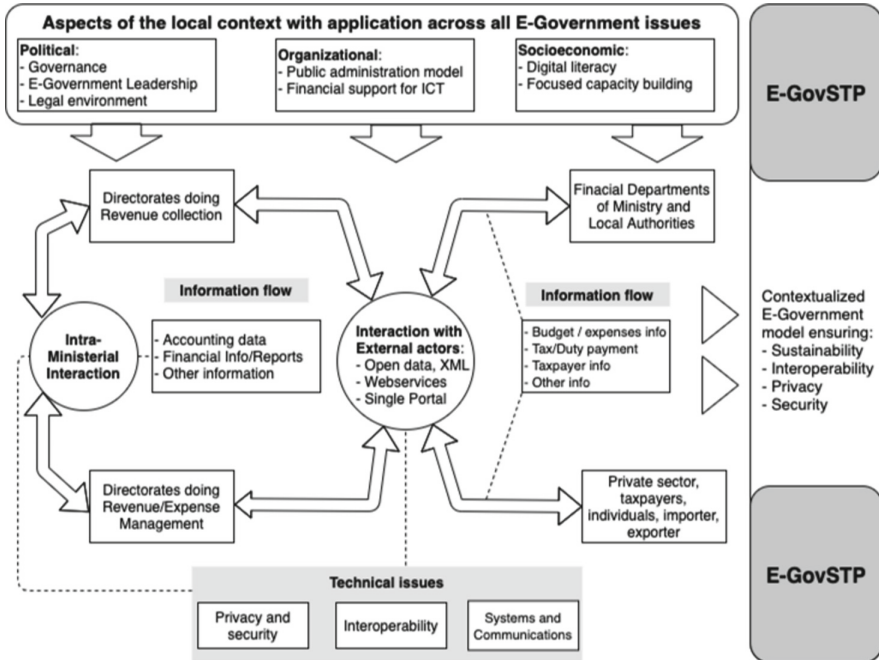 Aspects of the local context with application across all E-Government issues
Political:
- Governance
- E-Government Leadership
- Legal environment
Organizational:
- Public administration model
- Financial support for ICT
Socioeconomic:
- Digital literacy
- Focused capacity building
E-GovSTP
Directorates doing
Revenue collection
Finacial Departments
of Ministry and
Local Authorities
Information flow
Intra-
Ministerial
Interaction
- Accounting data
- Financial Info/Reports
- Other information
Interaction with
External actors:
- Open data, XML
- Webservices
- Single Portal
Information flow
- Budget / expenses info
- Tax/Duty payment
- Taxpayer info
- Other info
Contextualized
E-Government
model ensuring:
- Sustainability
- Interoperability
- Privacy
- Security
Directorates doing
Revenue/Expense
Management
Private sector,
taxpayers,
individuals, importer,
exporter
E-GovSTP
Technical issues
Privacy and
security
Interoperability
Systems and
Communications